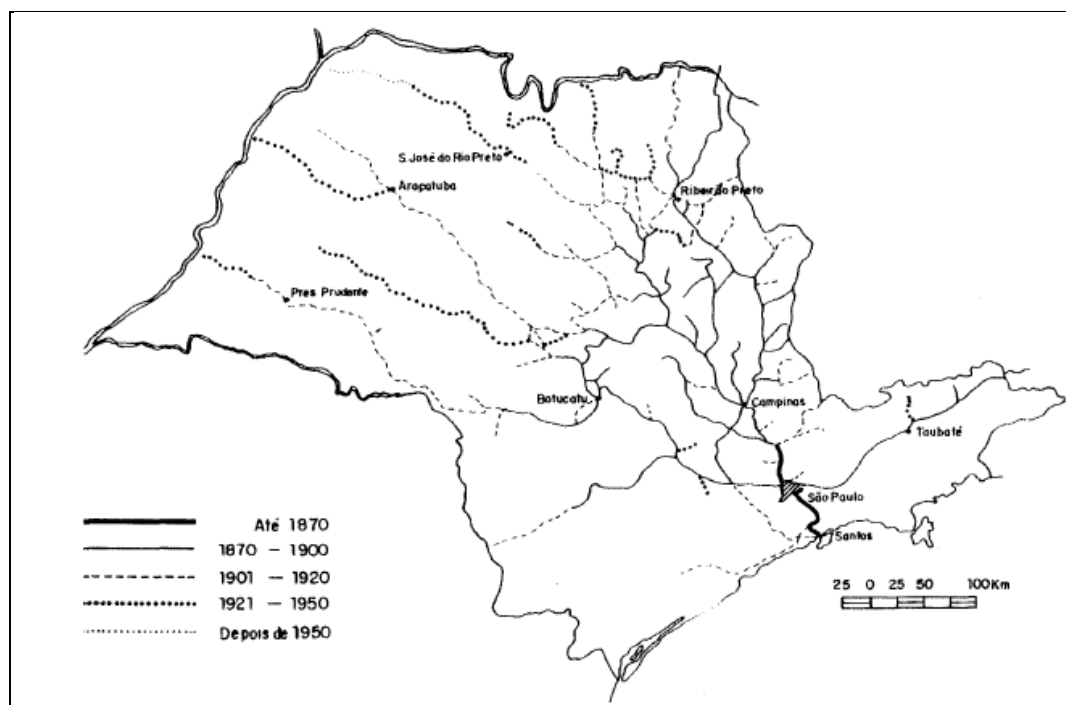 S. José do Rio Preto
Araçatuba
Ribeirão Preto
Pres. Prudente
Botucatu
Campinas
Taubaté
São Paulo
Santos
Até 1870
1870 – 1900
1901 – 1920
1921 – 1950
Depois de 1950
25 0 25 50 100Km